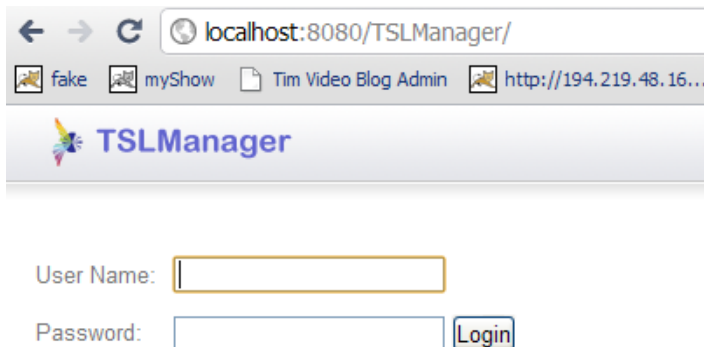 localhost:8080/TSLManager/
fake myShow Tim Video Blog Admin http://194.219.48.16...
TSLManager
User Name:
Password: Login